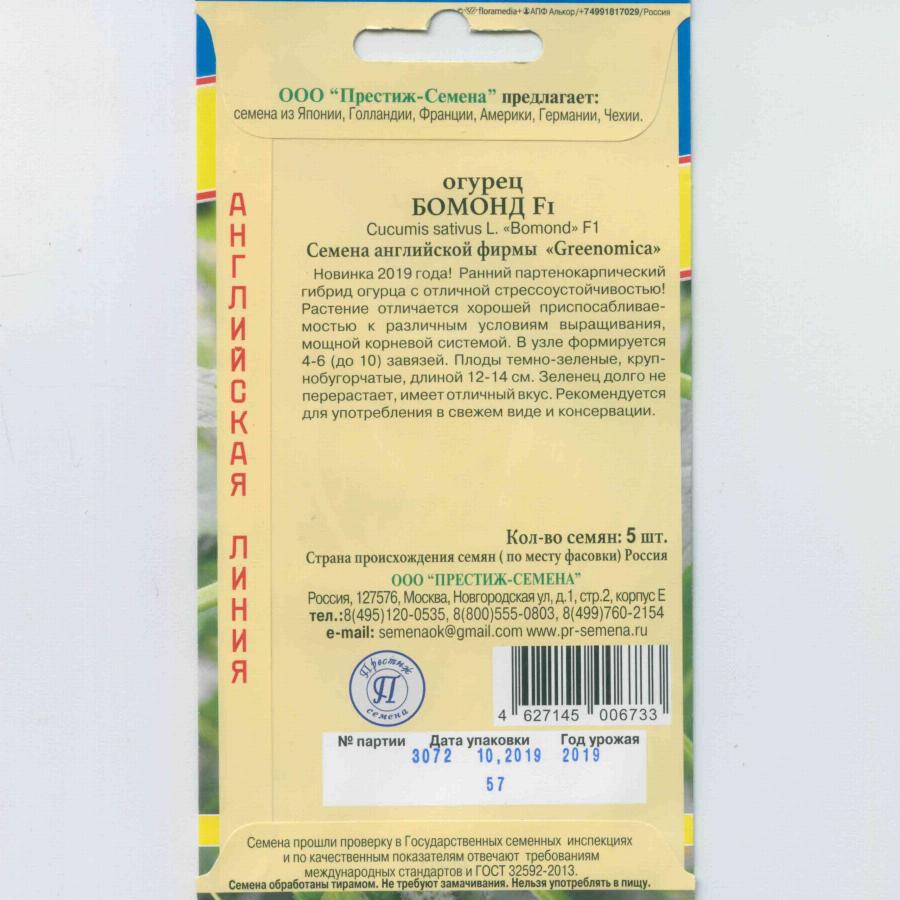 © floramedia+ АПФ Алькор/+74991817029/Россия
ООО “Престиж-Семена” предлагает:
семена из Японии, Голландии, Франции, Америки, Германии, Чехии.
АНГЛИЙСКАЯ ЛИНИЯ
огурец
БОМОНД F1
Cucumis sativus L. «Bomond» F1
Семена английской фирмы «Greenomica»
Новинка 2019 года! Ранний партенокарпический
гибрид огурца с отличной стрессоустойчивостью!
Растение отличается хорошей приспосабливае-
мостью к различным условиям выращивания,
мощной корневой системой. В узле формируется
4-6 (до 10) завязей. Плоды темно-зеленые, круп-
нобугорчатые, длиной 12-14 см. Зеленец долго не
перерастает, имеет отличный вкус. Рекомендуется
для употребления в свежем виде и консервации.
Кол-во семян: 5 шт.
Страна происхождения семян ( по месту фасовки) Россия
ООО “ПРЕСТИЖ-СЕМЕНА”
Россия, 127576, Москва, Новгородская ул, д.1, стр.2, корпус Е
тел.:8(495)120-0535, 8(800)555-0803, 8(499)760-2154
e-mail: semenaok@gmail.com www.pr-semena.ru
Престиж
П
семена
4 627145 006733
№ партии Дата упаковки Год урожая
3072 10,2019 2019
57
Семена прошли проверку в Государственных семенных инспекциях
и по качественным показателям отвечают требованиям
международных стандартов и ГОСТ 32592-2013.
Семена обработаны тирамом. Не требуют замачивания. Нельзя употреблять в пищу.